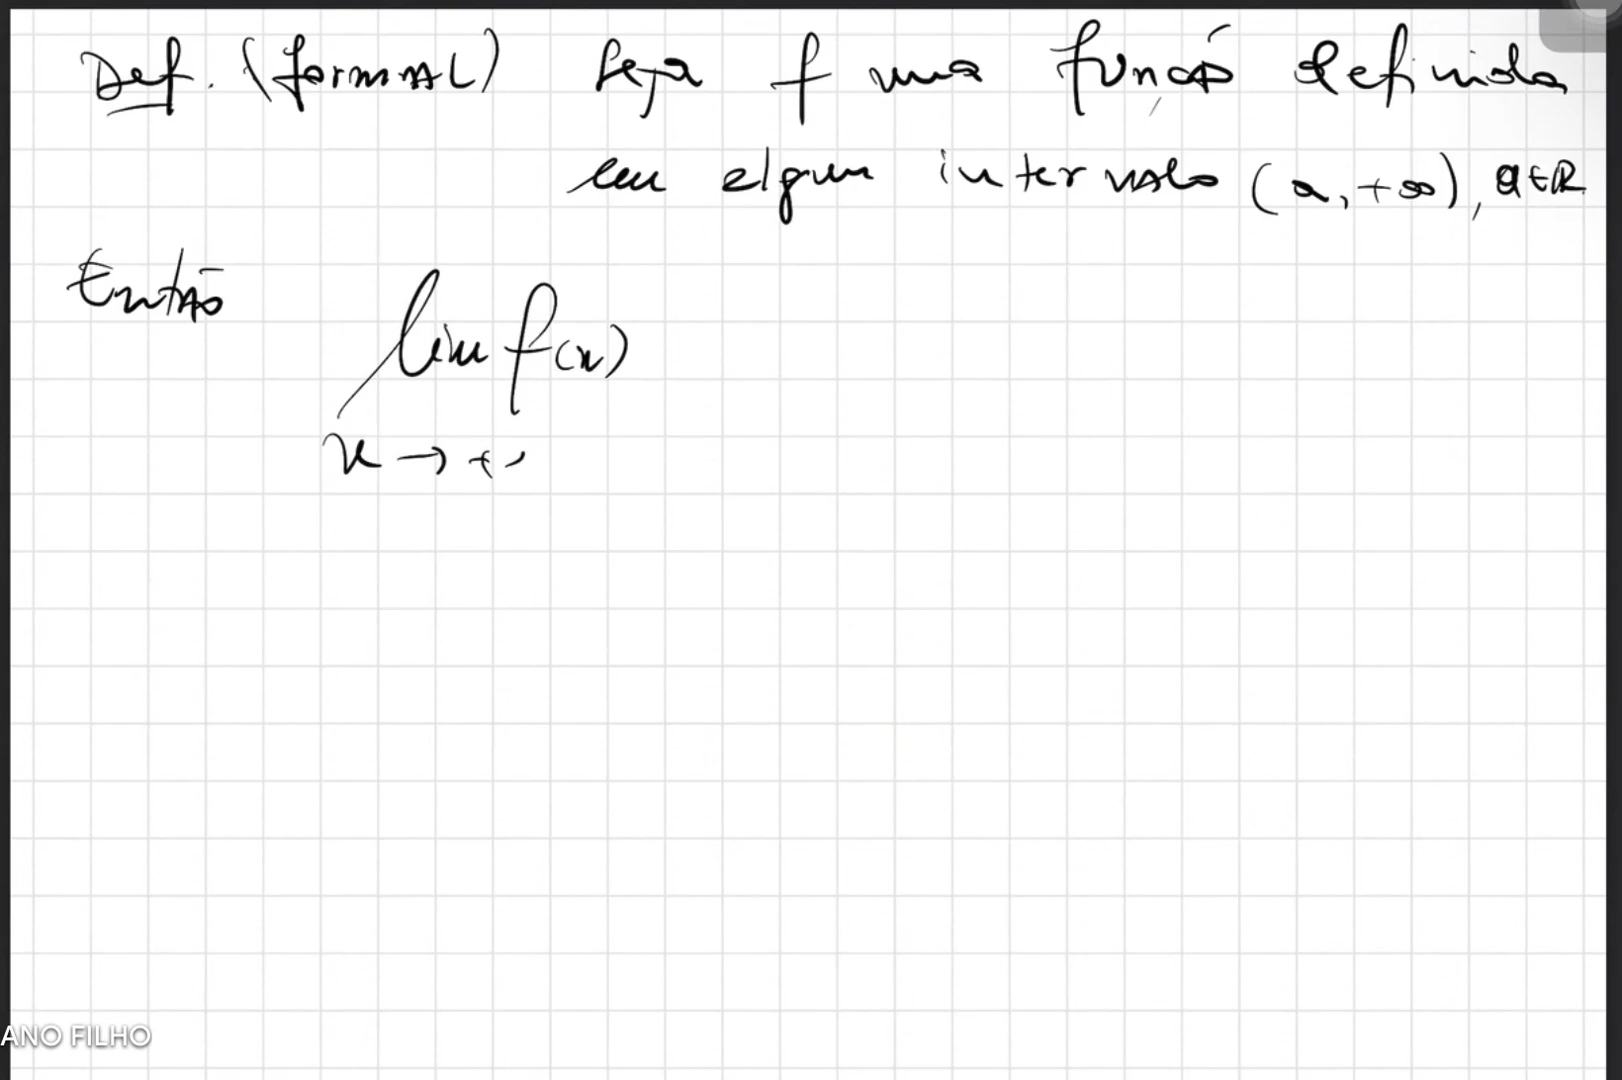 Def. (formAL) Seja f uma função definida
em algum intervalo (a, +∞), a∈R
Então lim f(x)
x → +
ANO FILHO